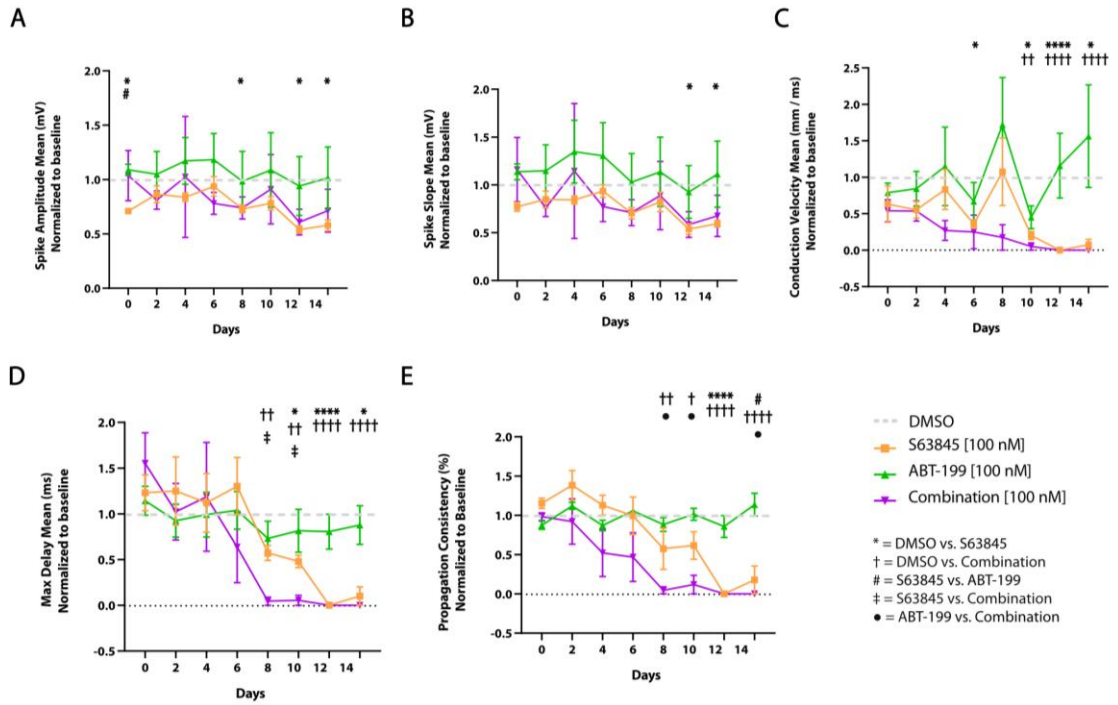 A
Spike Amplitude Mean (mV)
Normalized to baseline
2.0
1.5
1.0
0.5
0.0
*
#
*
*
*
0 2 4 6 8 10 12 14
Days
B
Spike Slope Mean (mV)
Normalized to baseline
2.0
1.5
1.0
0.5
0.0
*
*
0 2 4 6 8 10 12 14
Days
C
Conduction Velocity Mean (mm / ms)
Normalized to baseline
2.5
2.0
1.5
1.0
0.5
0.0
-0.5
* * **** *
†† †††† ††††
0 2 4 6 8 10 12 14
Days
D
Max Delay Mean (ms)
Normalized to baseline
2.0
1.5
1.0
0.5
0.0
-0.5
†† * **** *
‡ †† †††† ††††
‡
0 2 4 6 8 10 12 14
Days
E
Propagation Consistency (%)
Normalized to Baseline
2.0
1.5
1.0
0.5
0.0
-0.5
†† † **** #
● ● †††† ††††
●
0 2 4 6 8 10 12 14
Days
DMSO
S63845 [100 nM]
ABT-199 [100 nM]
Combination [100 nM]
* = DMSO vs. S63845
† = DMSO vs. Combination
# = S63845 vs. ABT-199
‡ = S63845 vs. Combination
● = ABT-199 vs. Combination